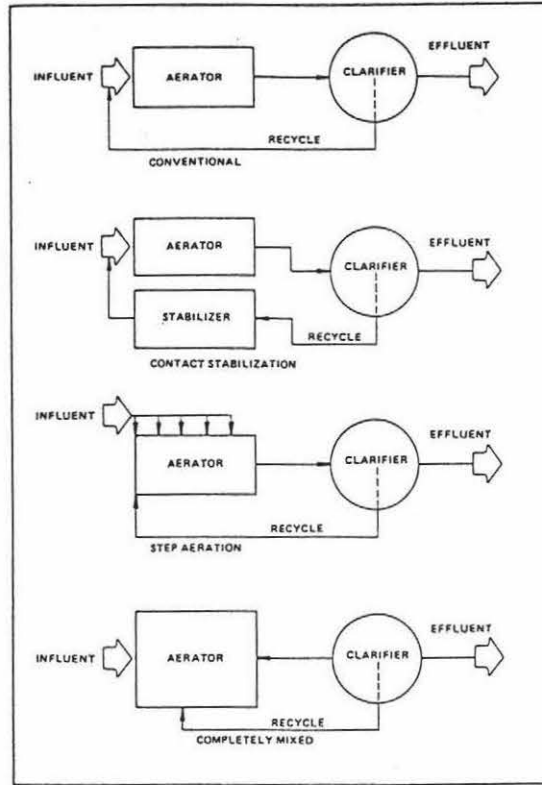 EFFLUENT
INFLUENT
AERATOR
CLARIFIER
RECYCLE
CONVENTIONAL
INFLUENT
AERATOR
EFFLUENT
CLARIFIER
STABILIZER
RECYCLE
CONTACT STABILIZATION
INFLUENT
EFFLUENT
AERATOR
CLARIFIER
RECYCLE
STEP AERATION
EFFLUENT
INFLUENT
AERATOR
CLARIFIER
RECYCLE
COMPLETELY MIXED